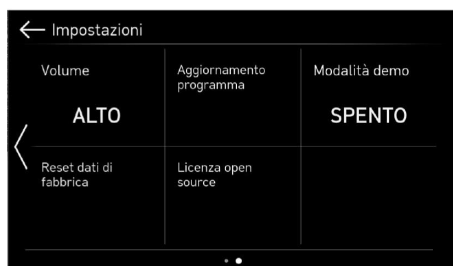 Impostazioni
Volume
Aggiornamento
programma
Modalità demo
ALTO
SPENTO
Reset dati di
fabbrica
Licenza open
source